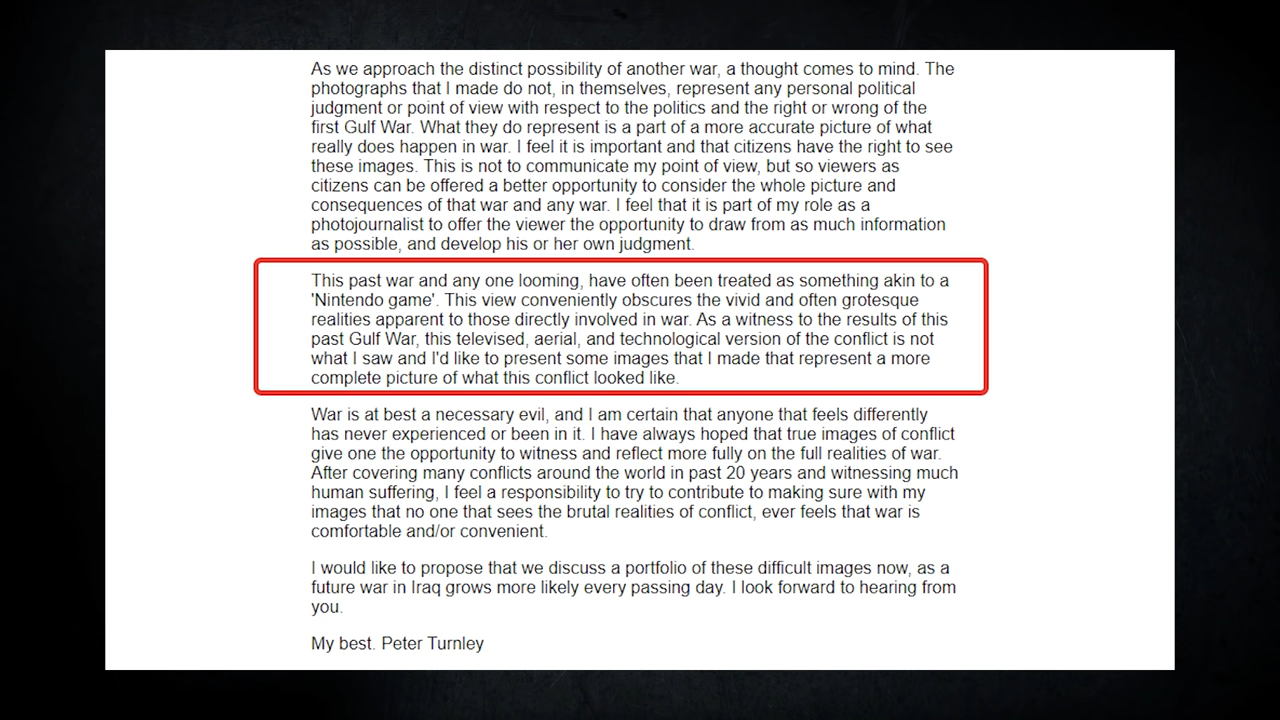 As we approach the distinct possibility of another war, a thought comes to mind. The
photographs that I made do not, in themselves, represent any personal political
judgment or point of view with respect to the politics and the right or wrong of the
first Gulf War. What they do represent is a part of a more accurate picture of what
really does happen in war. I feel it is important and that citizens have the right to see
these images. This is not to communicate my point of view, but so viewers as
citizens can be offered a better opportunity to consider the whole picture and
consequences of that war and any war. I feel that it is part of my role as a
photojournalist to offer the viewer the opportunity to draw from as much information
as possible, and develop his or her own judgment.
This past war and any one looming, have often been treated as something akin to a
'Nintendo game'. This view conveniently obscures the vivid and often grotesque
realities apparent to those directly involved in war. As a witness to the results of this
past Gulf War, this televised, aerial, and technological version of the conflict is not
what I saw and I'd like to present some images that I made that represent a more
complete picture of what this conflict looked like.
War is at best a necessary evil, and I am certain that anyone that feels differently
has never experienced or been in it. I have always hoped that true images of conflict
give one the opportunity to witness and reflect more fully on the full realities of war.
After covering many conflicts around the world in past 20 years and witnessing much
human suffering, I feel a responsibility to try to contribute to making sure with my
images that no one that sees the brutal realities of conflict, ever feels that war is
comfortable and/or convenient.
I would like to propose that we discuss a portfolio of these difficult images now, as a
future war in Iraq grows more likely every passing day. I look forward to hearing from
you.
My best. Peter Turnley